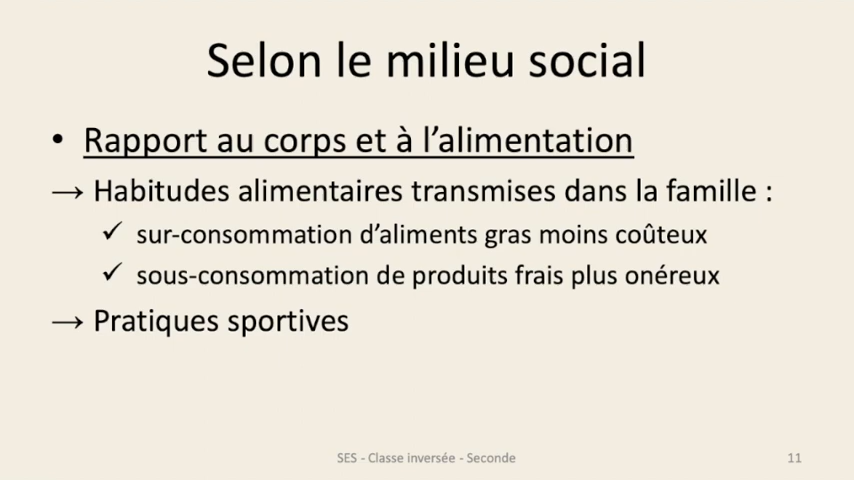 Selon le milieu social
• Rapport au corps et à l’alimentation
→ Habitudes alimentaires transmises dans la famille :
✓ sur-consommation d’aliments gras moins coûteux
✓ sous-consommation de produits frais plus onéreux
→ Pratiques sportives
SES - Classe inversée - Seconde
11